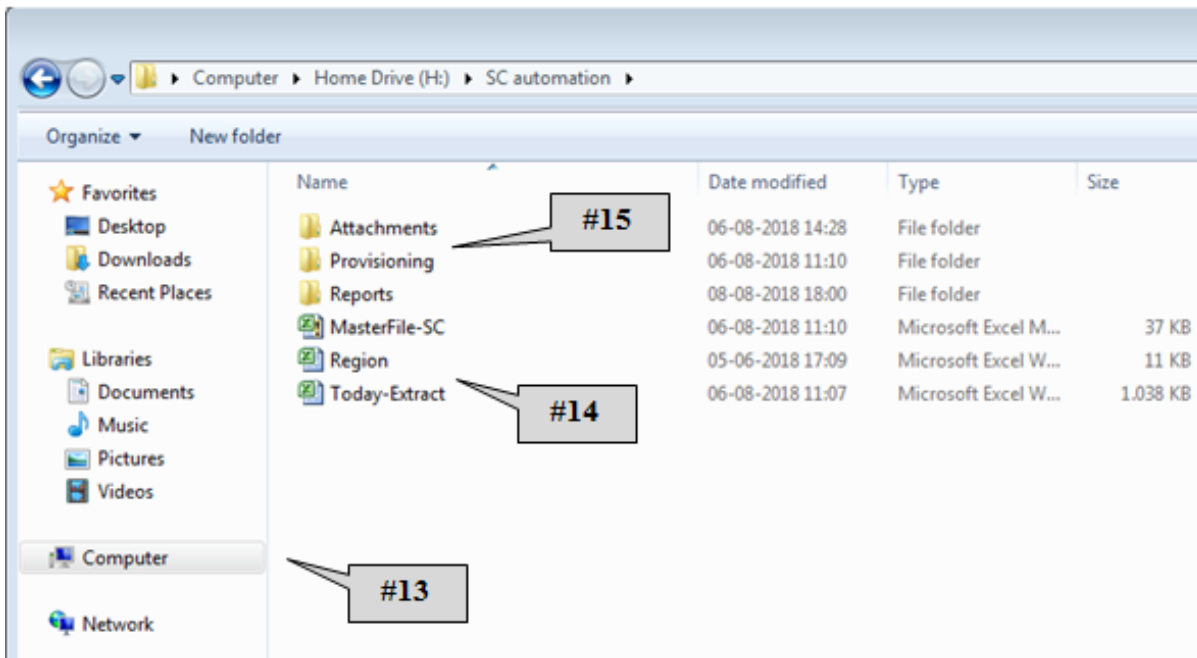 Computer Home Drive (H:) SC automation
Organize New folder
Favorites
Desktop
Downloads
Recent Places
Libraries
Documents
Music
Pictures
Videos
Computer
Network
Name Date modified Type Size
Attachments 06-08-2018 14:28 File folder
Provisioning 06-08-2018 11:10 File folder
Reports 08-08-2018 18:00 File folder
MasterFile-SC 06-08-2018 11:10 Microsoft Excel M... 37 KB
Region 05-06-2018 17:09 Microsoft Excel W... 11 KB
Today-Extract 06-08-2018 11:07 Microsoft Excel W... 1.038 KB
#15
#14
#13